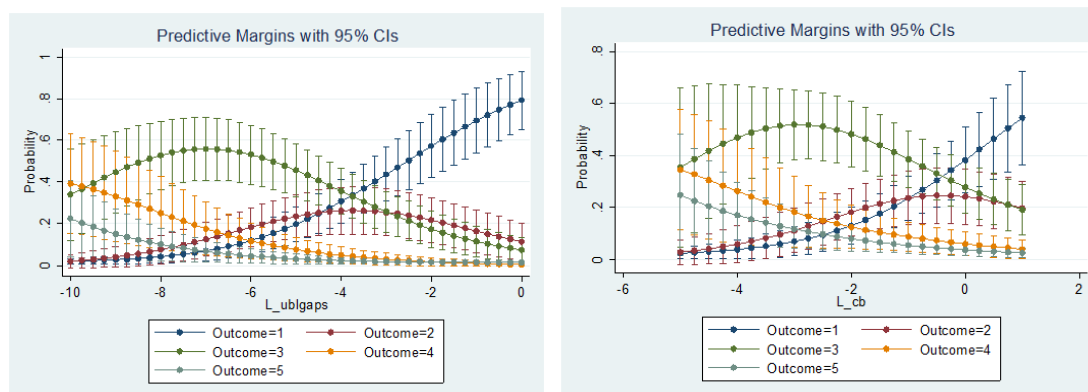 Predictive Margins with 95% CIs
1
.8
.6
.4
.2
0
Probability
-10
-8
-6
-4
-2
0
L_ublgaps
Outcome=1
Outcome=2
Outcome=3
Outcome=4
Outcome=5
Predictive Margins with 95% CIs
.8
.6
.4
.2
0
Probability
-6
-4
-2
0
2
L_cb
Outcome=1
Outcome=2
Outcome=3
Outcome=4
Outcome=5